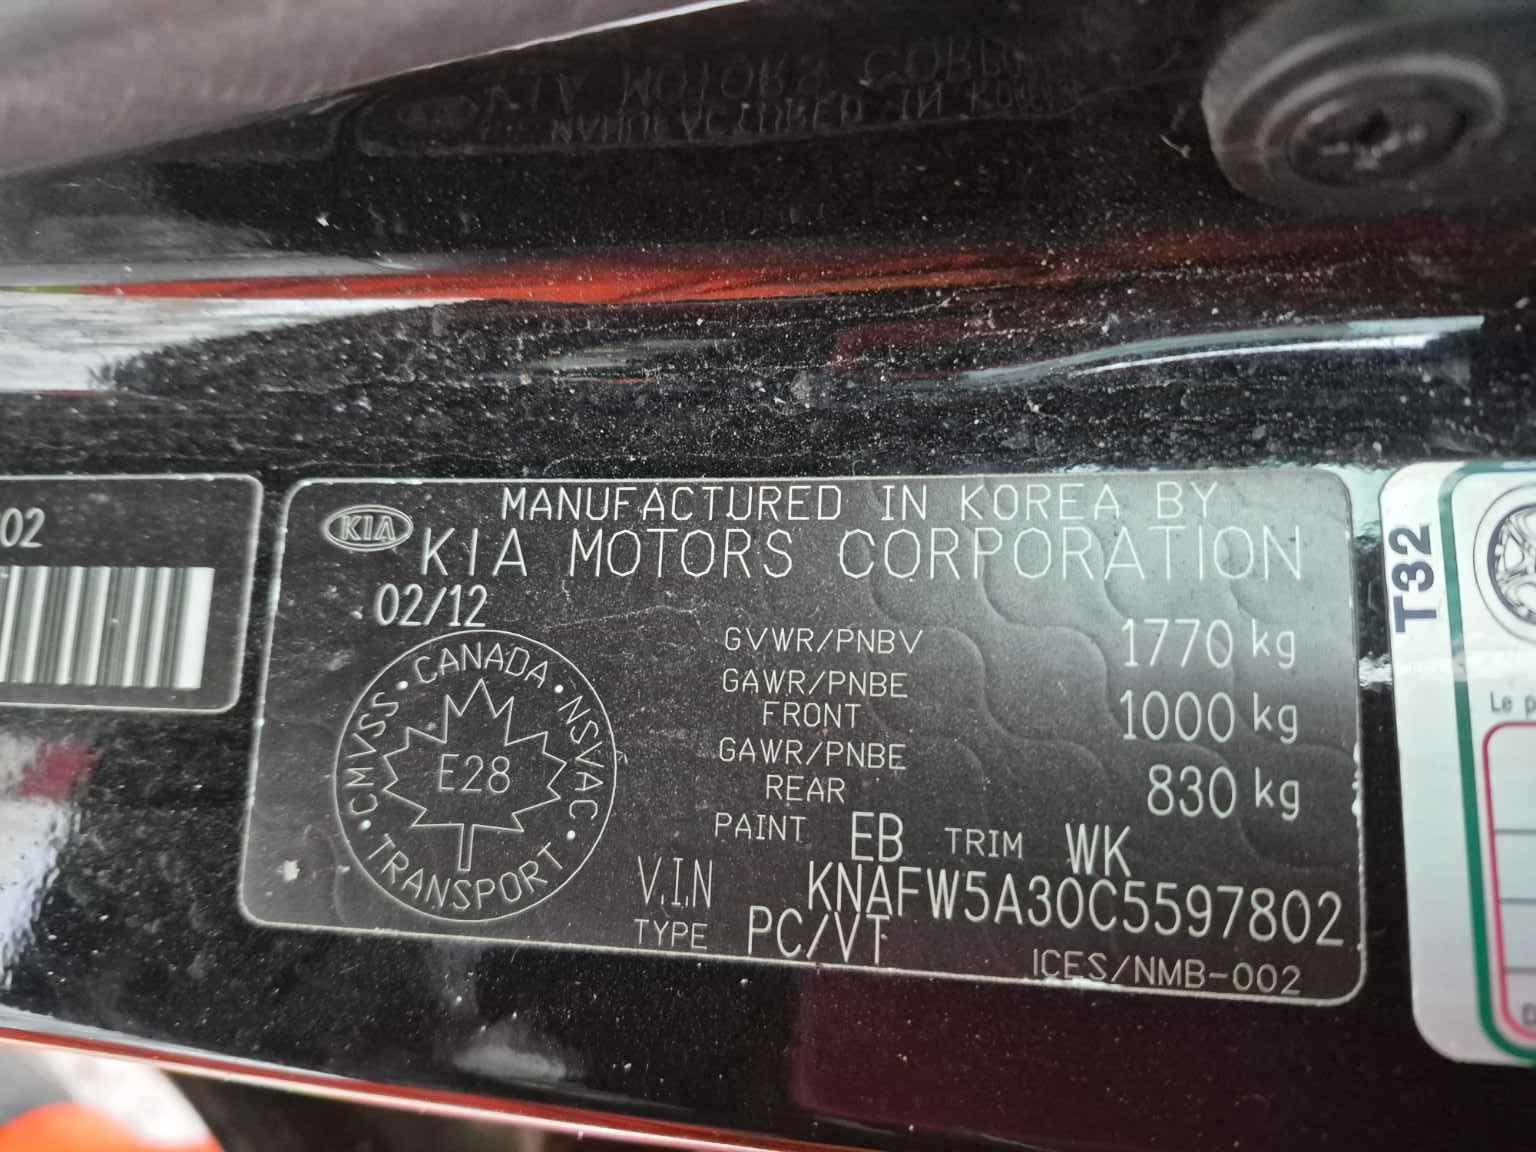 02
MANUFACTURED IN KOREA BY
KIA
KIA MOTORS CORPORATION
02/12
GVWR/PNBV 1770 kg
GAWR/PNBE
FRONT 1000 kg
GAWR/PNBE
REAR 830 kg
CANADA • NSVAC • TRANSPORT • CMVSS •
E28
PAINT EB TRIM WK
V.I.N KNAFW5A30C5597802
TYPE PC/VT
ICES/NMB-002
T32
Le p